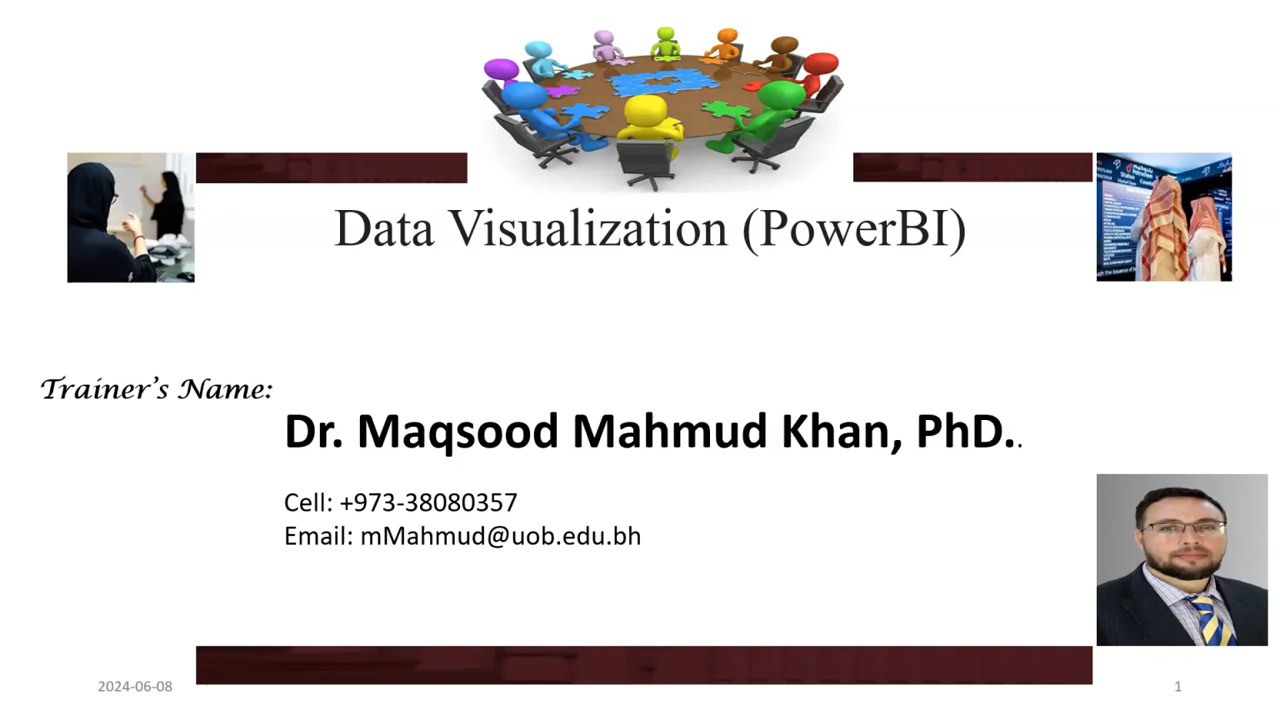 Data Visualization (PowerBI)
Trainer's Name:
Dr. Maqsood Mahmud Khan, PhD..
Cell: +973-38080357
Email: mMahmud@uob.edu.bh
2024-06-08
1